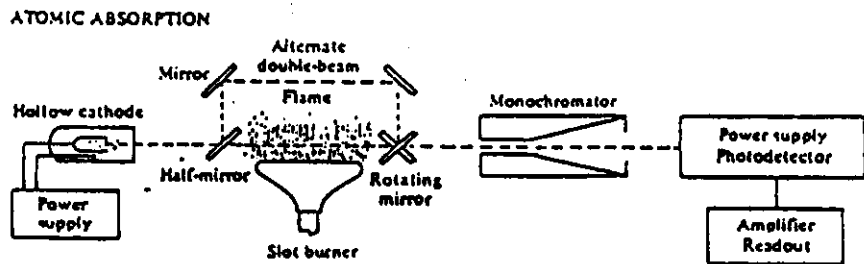 ATOMIC ABSORPTION
Alternate
double-beam
Mirror
Flame
Hollow cathode
Monochromator
Power supply
Photodetector
Half-mirror
Rotating
mirror
Power
supply
Slot burner
Amplifier
Readout